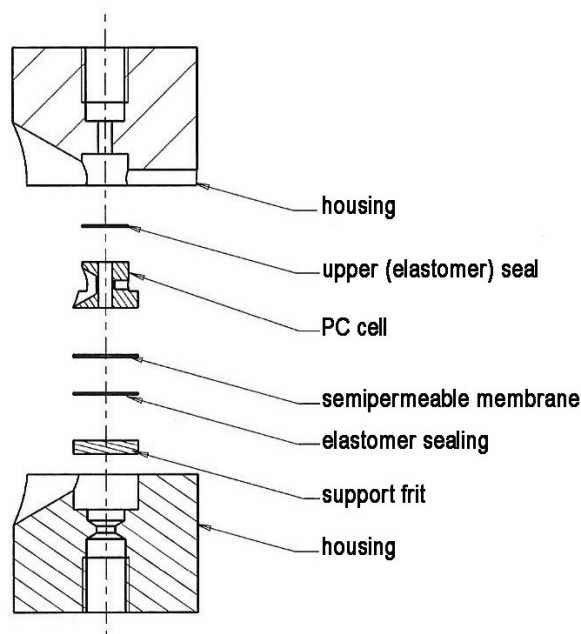 housing
upper (elastomer) seal
PC cell
semipermeable membrane
elastomer sealing
support frit
housing